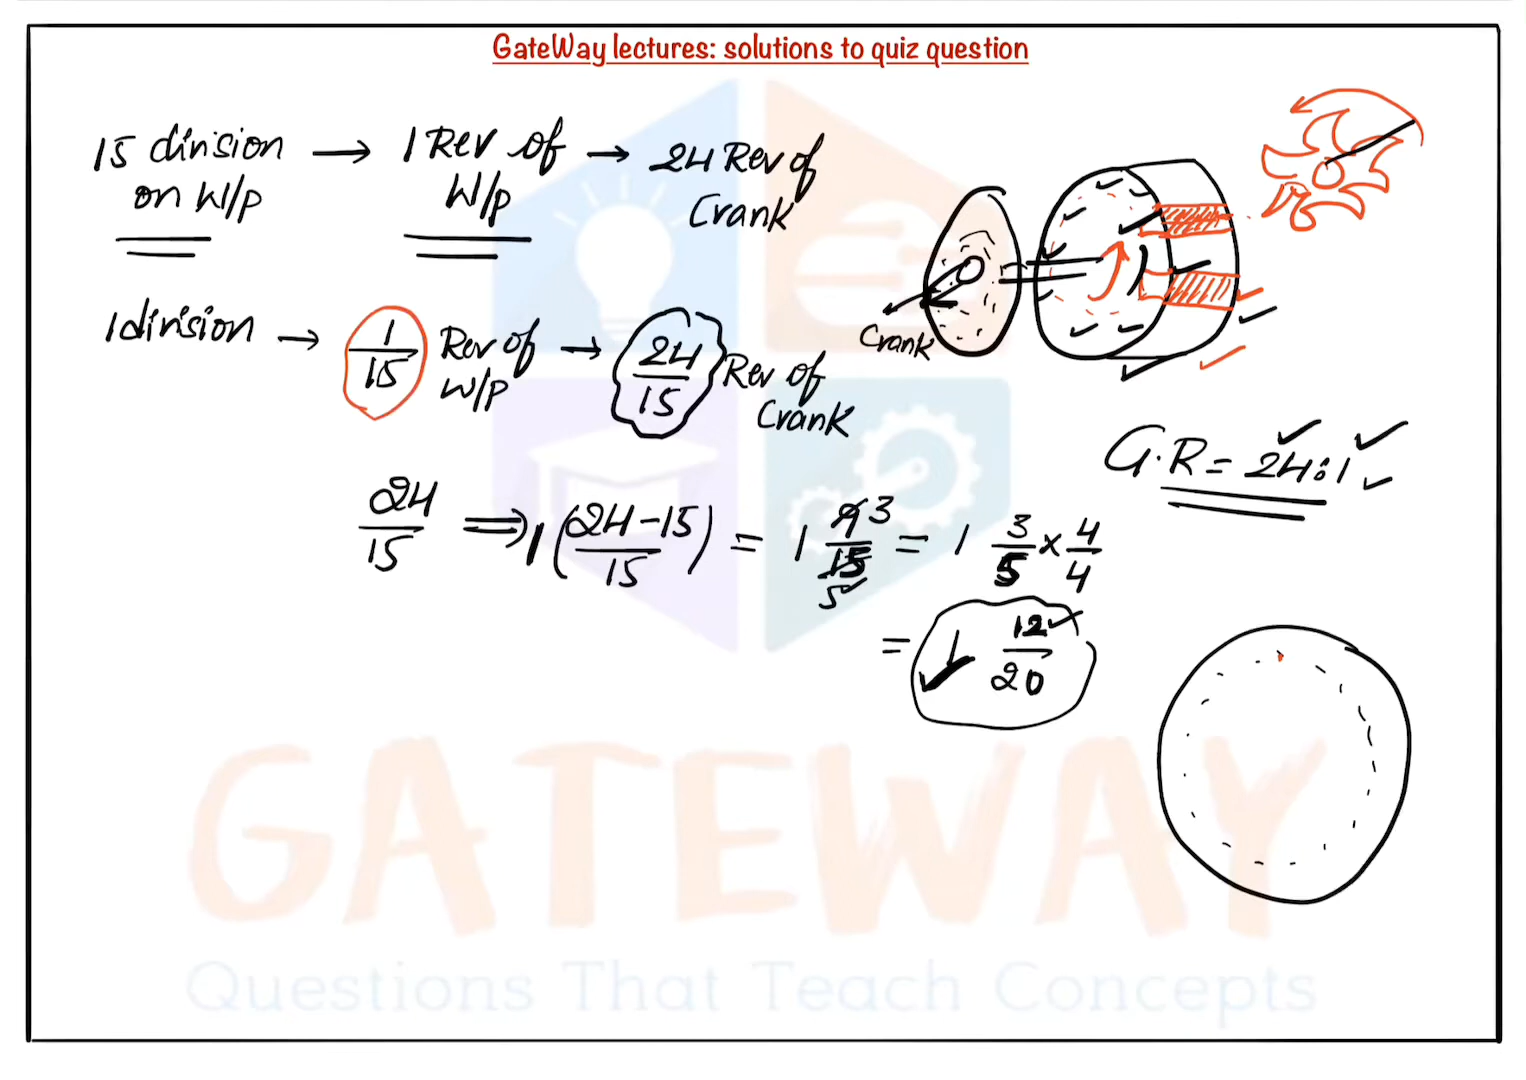 GateWay lectures: solutions to quiz question
15 division → 1 Rev of → 24 Rev of
on W/p W/p Crank
Crank
1 division → 1/15 Rev of W/p → 24/15 Rev of Crank
G.R = 24:1
24/15 ⇒ 1 (24-15)/15 = 1 9/15 3/5 = 1 3/5 × 4/4
= 1 12/20
GATEWAY
Questions That Teach Concepts